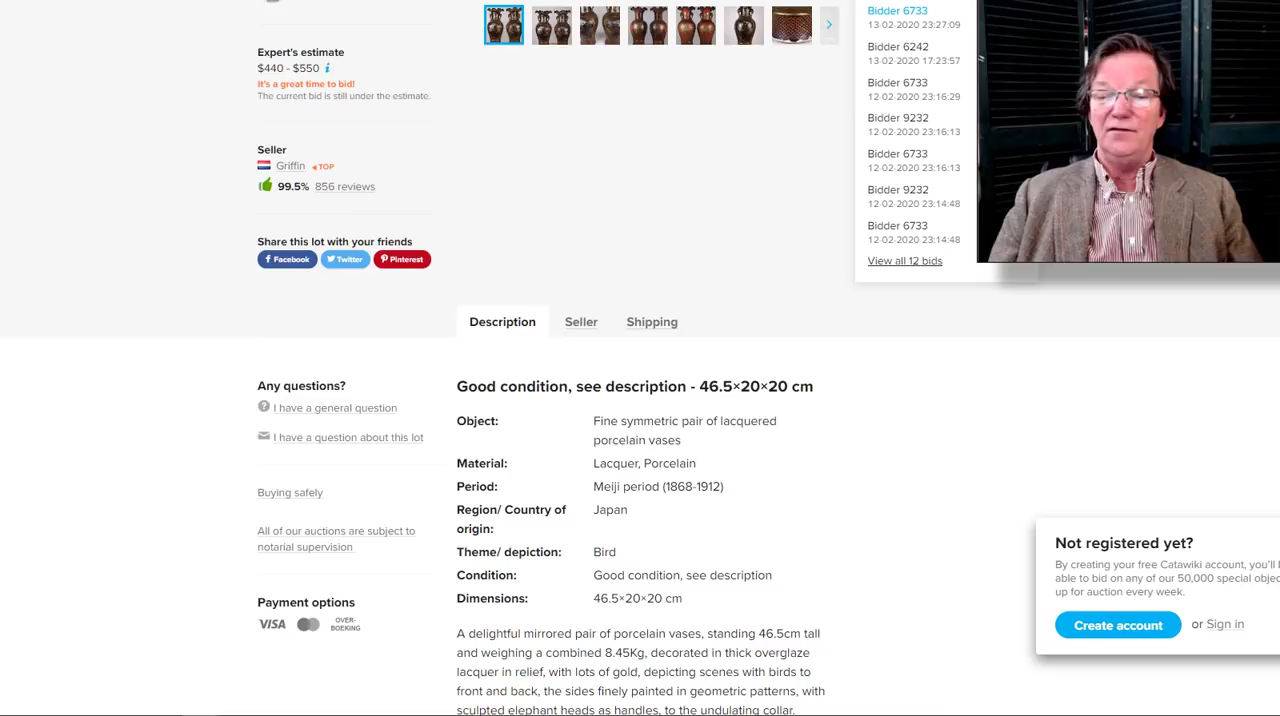 Expert's estimate
$440 - $550 i
It's a great time to bid!
The current bid is still under the estimate.
Seller
Griffin TOP
99.5% 856 reviews
Share this lot with your friends
Facebook Twitter Pinterest
Bidder 6733
13-02-2020 23:27:09
Bidder 6242
13-02-2020 17:23:57
Bidder 6733
12-02-2020 23:16:29
Bidder 9232
12-02-2020 23:16:13
Bidder 6733
12-02-2020 23:16:13
Bidder 9232
12-02-2020 23:14:48
Bidder 6733
12-02-2020 23:14:48
View all 12 bids
Description Seller Shipping
Any questions?
? I have a general question
I have a question about this lot
Buying safely
All of our auctions are subject to
notarial supervision
Payment options
VISA OVER-
BOEKING
Good condition, see description - 46.5×20×20 cm
Object: Fine symmetric pair of lacquered
porcelain vases
Material: Lacquer, Porcelain
Period: Meiji period (1868-1912)
Region/ Country of Japan
origin:
Theme/ depiction: Bird
Condition: Good condition, see description
Dimensions: 46.5×20×20 cm
A delightful mirrored pair of porcelain vases, standing 46.5cm tall
and weighing a combined 8.45Kg, decorated in thick overglaze
lacquer in relief, with lots of gold, depicting scenes with birds to
front and back, the sides finely painted in geometric patterns, with
sculpted elephant heads as handles, to the undulating collar.
Not registered yet?
By creating your free Catawiki account, you'll b
able to bid on any of our 50,000 special objec
up for auction every week.
Create account or Sign in